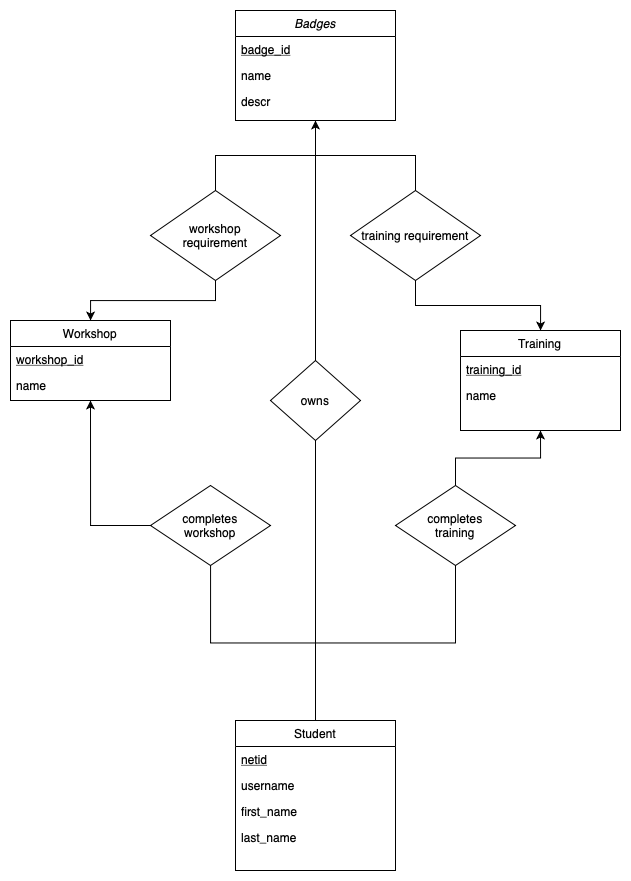 Badges
badge_id
name
descr
workshop
requirement
training requirement
Workshop
workshop_id
name
Training
training_id
name
owns
completes
workshop
completes
training
Student
netid
username
first_name
last_name